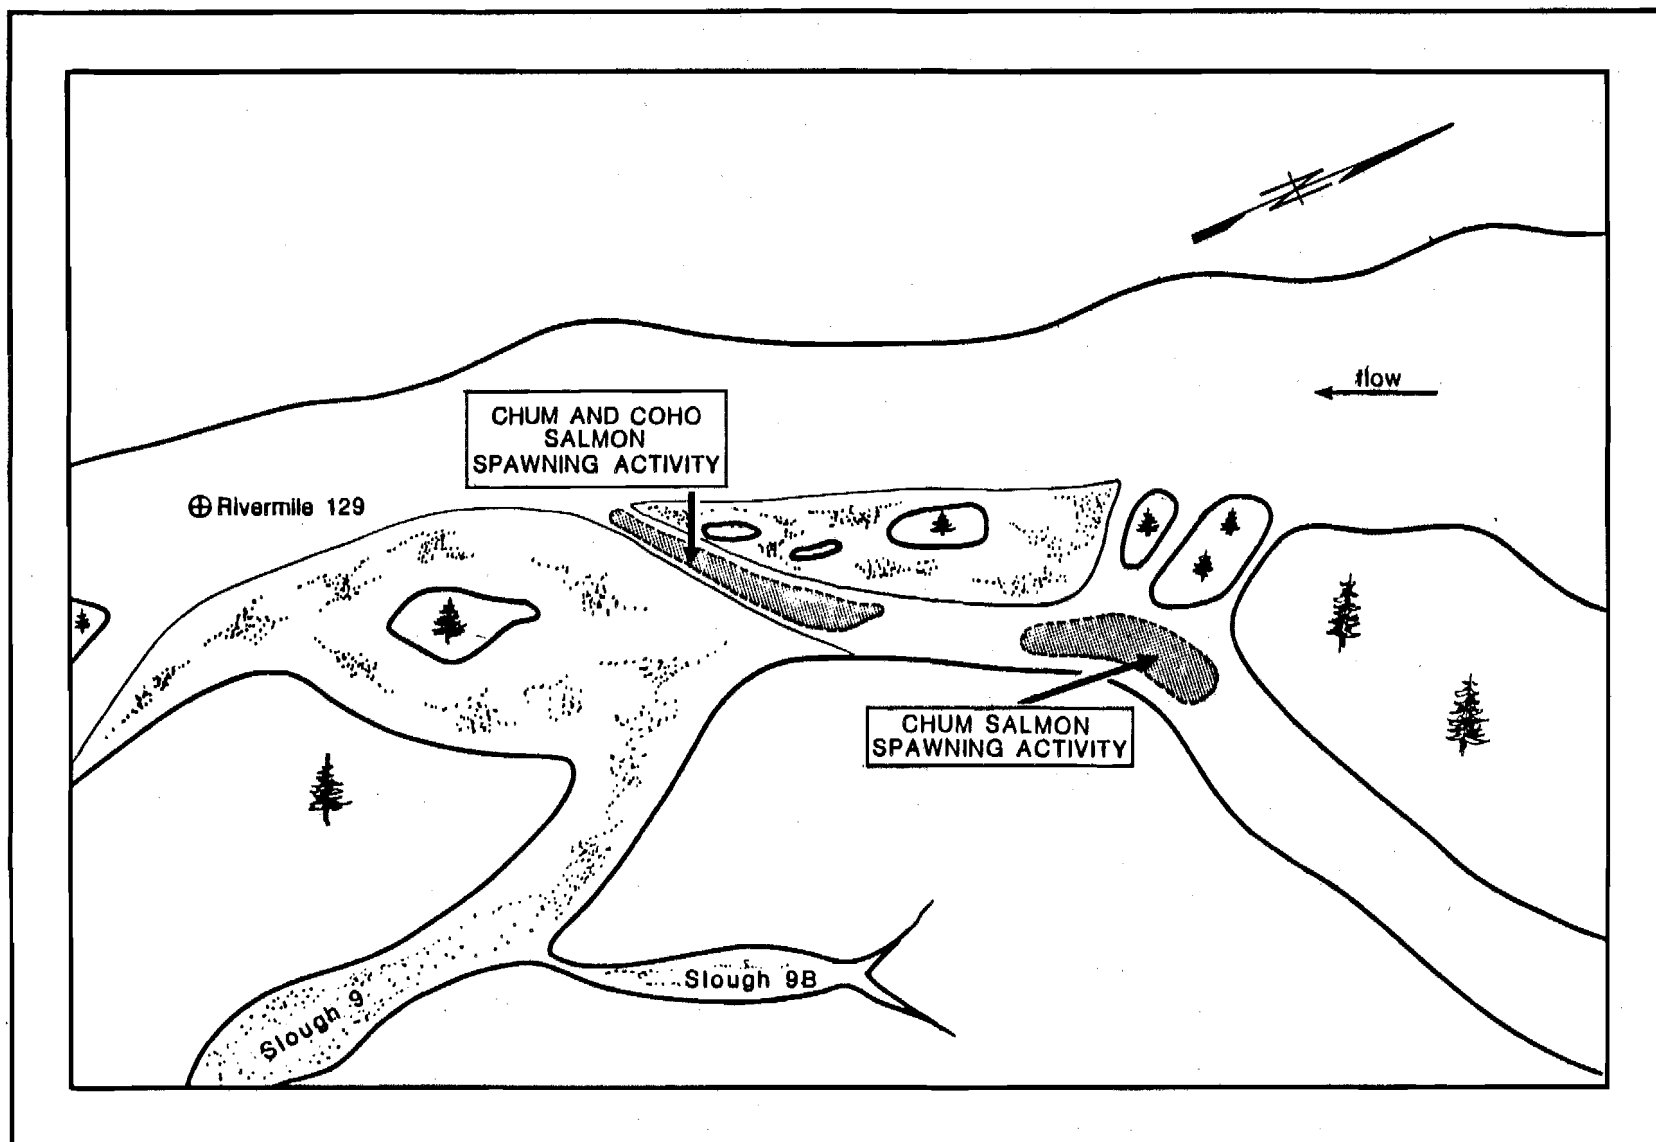 flow
CHUM AND COHO
SALMON
SPAWNING ACTIVITY
Rivermile 129
CHUM SALMON
SPAWNING ACTIVITY
Slough 9B
Slough 9